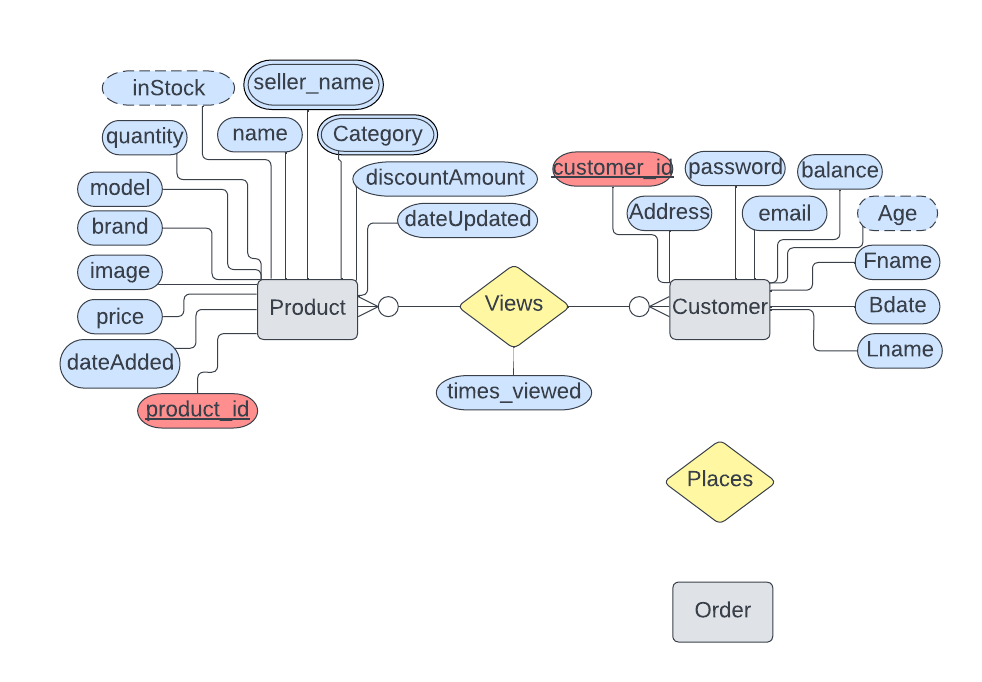 inStock
seller_name
quantity
name
Category
model
discountAmount
brand
dateUpdated
image
price
dateAdded
product_id
Product
Views
times_viewed
customer_id
password
balance
Address
email
Age
Fname
Customer
Bdate
Lname
Places
Order